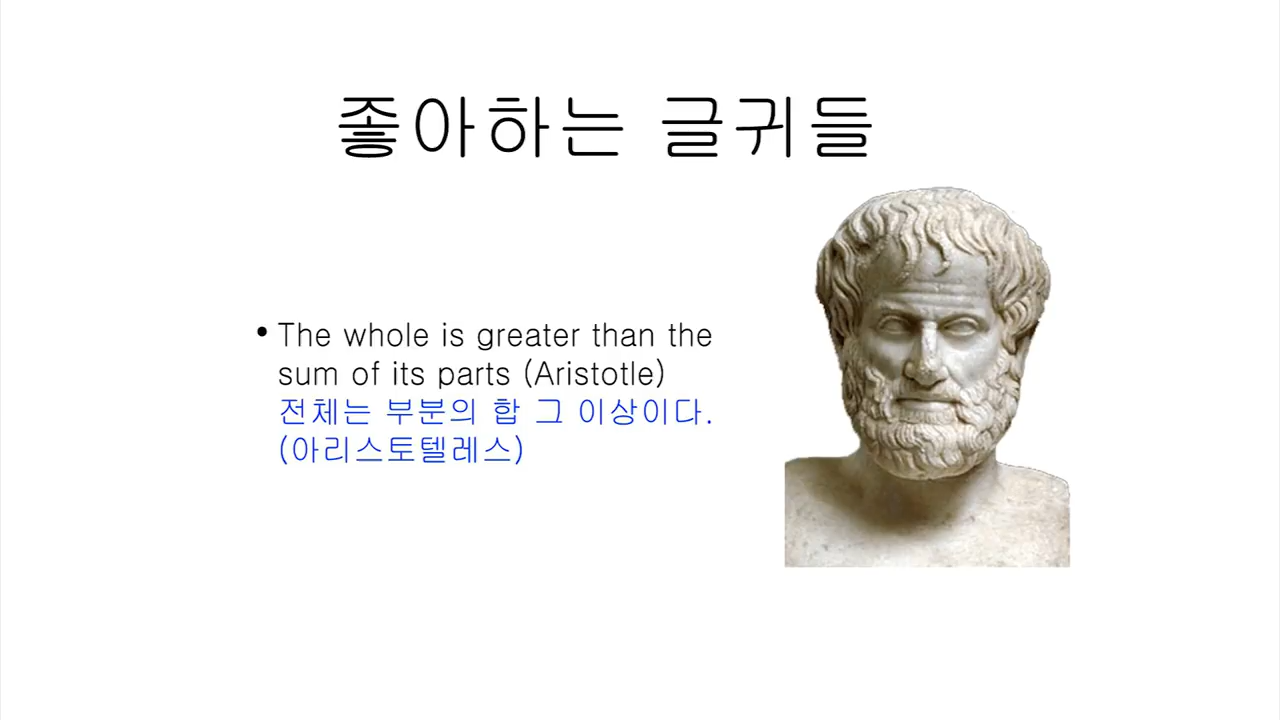 좋아하는 글귀들
• The whole is greater than the
sum of its parts (Aristotle)
전체는 부분의 합 그 이상이다.
(아리스토텔레스)